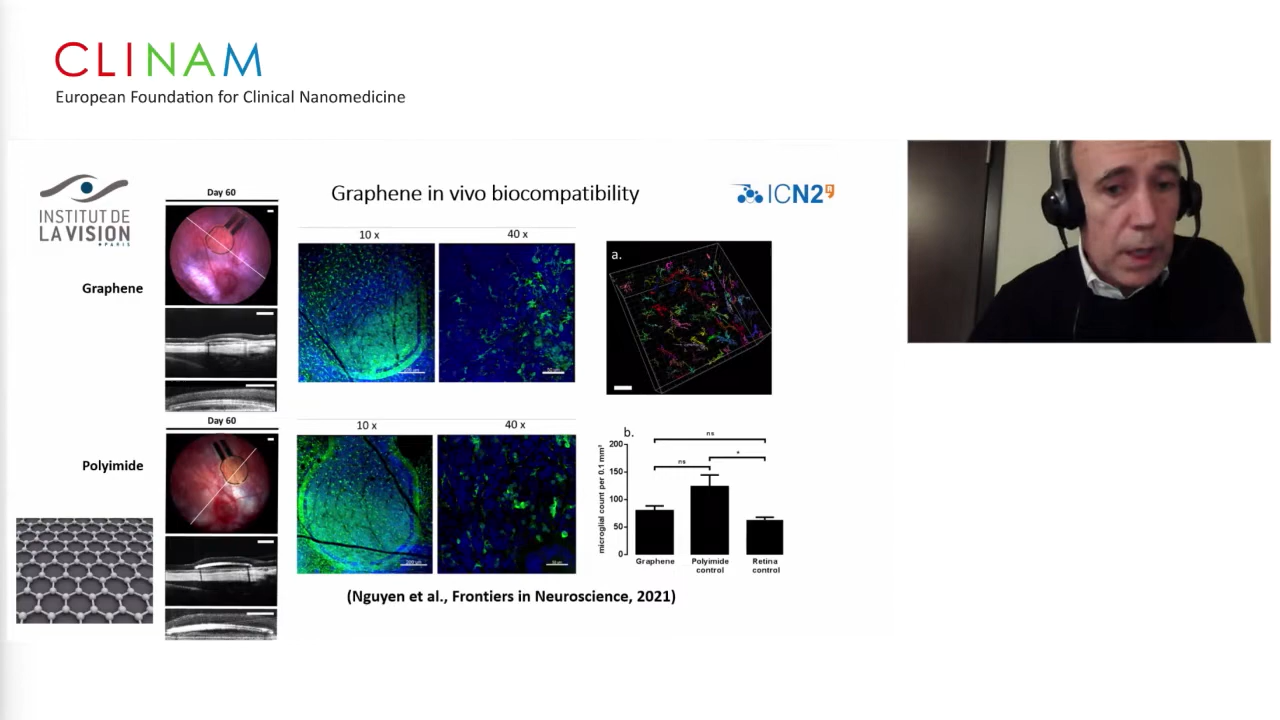 CLINAM
European Foundation for Clinical Nanomedicine
INSTITUT DE
LA VISION
PARIS
Graphene in vivo biocompatibility
ICN2
Day 60
Graphene
10 x
40 x
a.
Day 60
Polyimide
10 x
40 x
b.
microglial count per 0.1 mm³
200
150
100
50
0
ns
ns
*
Graphene
Polyimide
control
Retina
control
(Nguyen et al., Frontiers in Neuroscience, 2021)